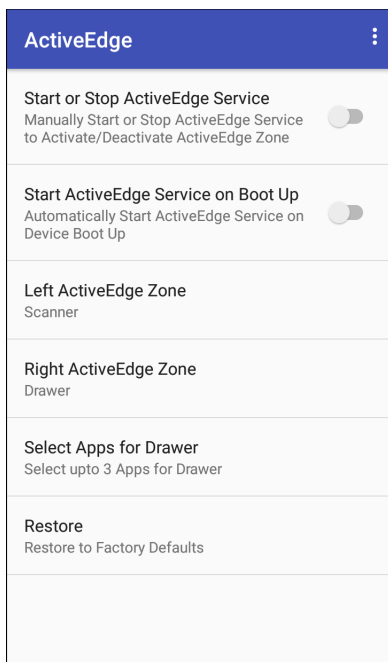 ActiveEdge
Start or Stop ActiveEdge Service
Manually Start or Stop ActiveEdge Service
to Activate/Deactivate ActiveEdge Zone
Start ActiveEdge Service on Boot Up
Automatically Start ActiveEdge Service on
Device Boot Up
Left ActiveEdge Zone
Scanner
Right ActiveEdge Zone
Drawer
Select Apps for Drawer
Select upto 3 Apps for Drawer
Restore
Restore to Factory Defaults